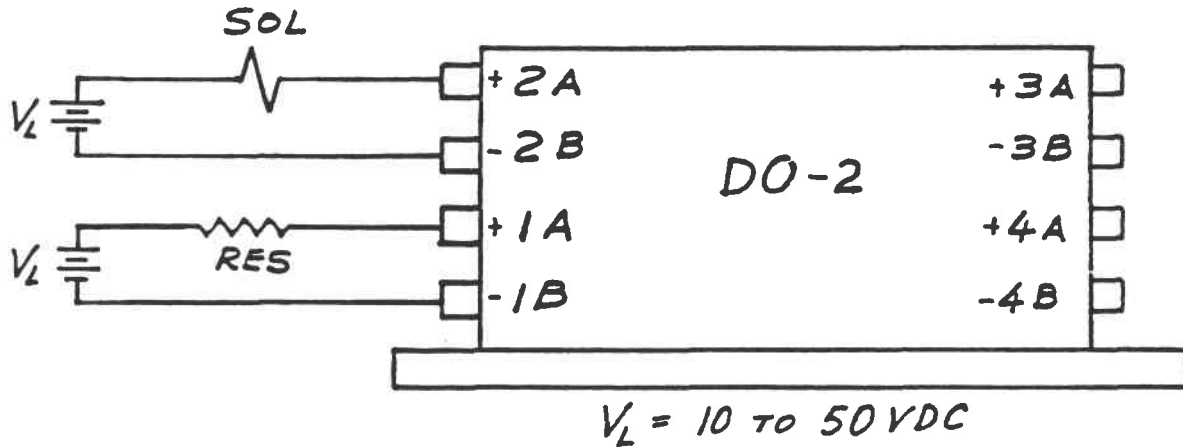 SOL
V_L
+2A
-2B
+1A
-1B
V_L
RES
DO-2
+3A
-3B
+4A
-4B
V_L = 10 TO 50 VDC